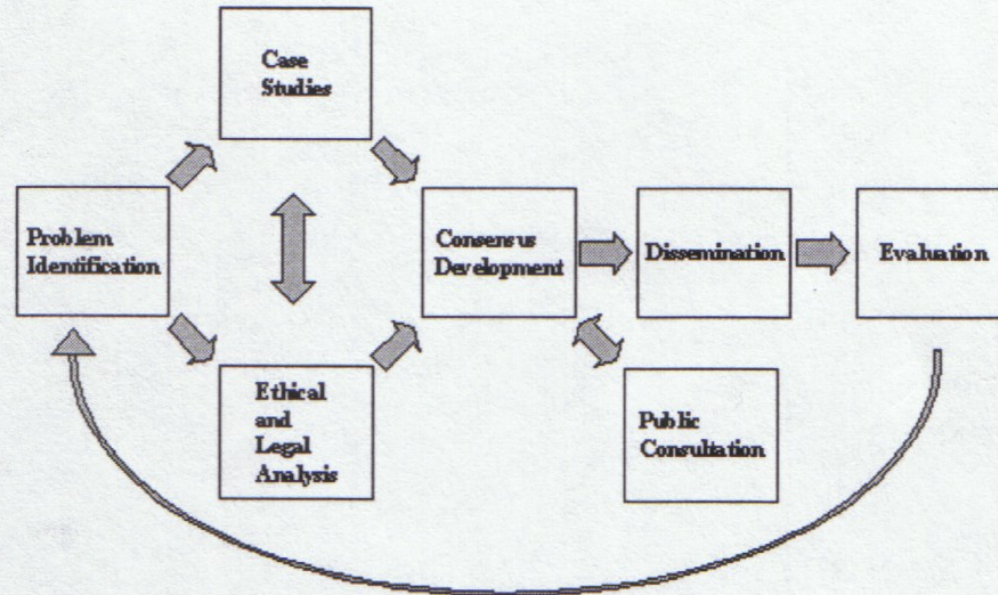 Case
Studies
Problem
Identification
Consensus
Development
Dissemination
Evaluation
Ethical
and
Legal
Analysis
Public
Consultation